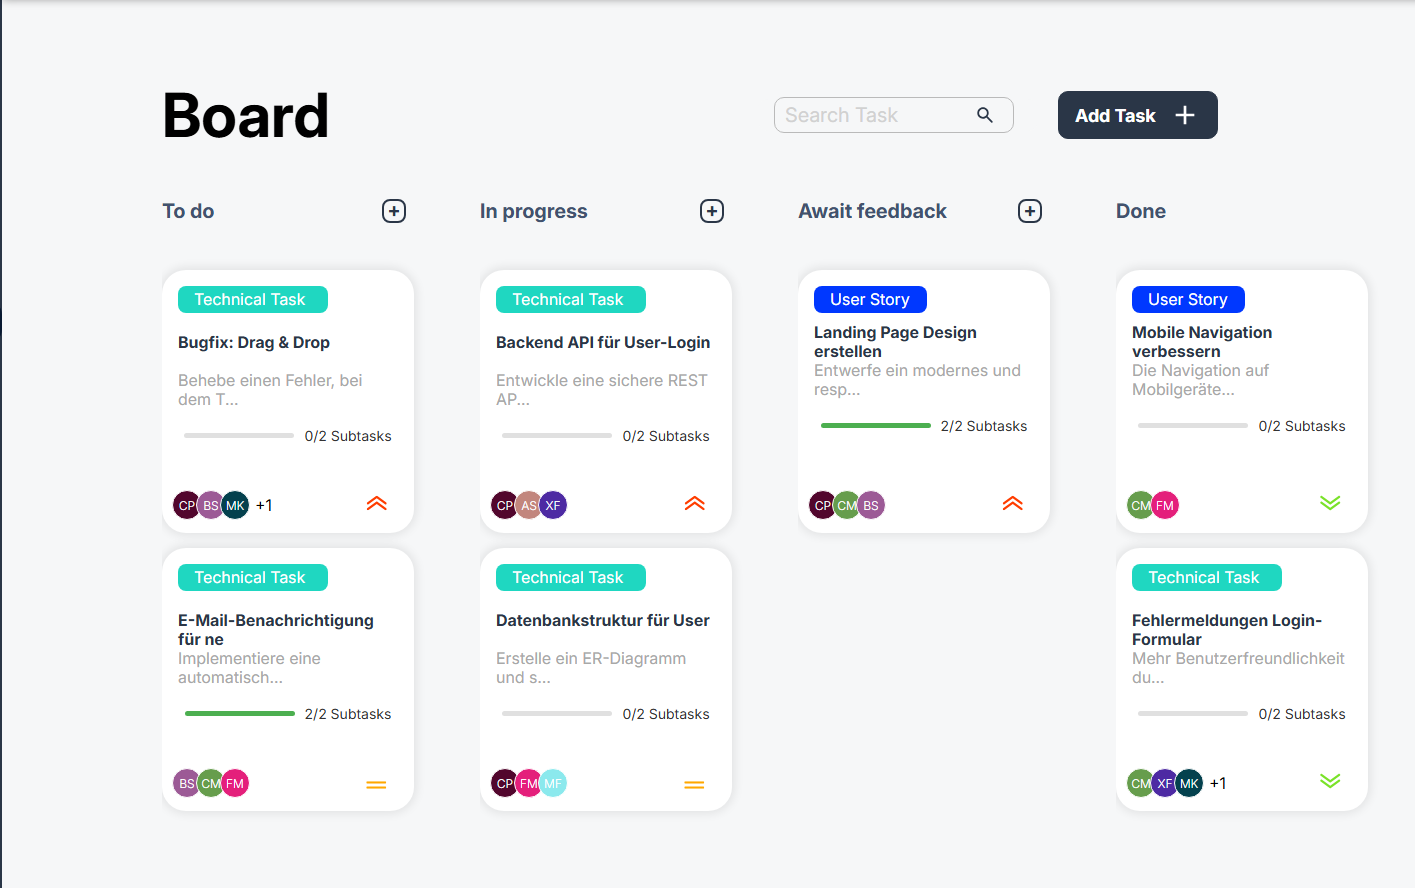 Board
Search Task
Add Task
To do
In progress
Await feedback
Done
Technical Task
Bugfix: Drag & Drop
Behebe einen Fehler, bei
dem T...
0/2 Subtasks
CP BS MK +1
Technical Task
E-Mail-Benachrichtigung
für ne
Implementiere eine
automatisch...
2/2 Subtasks
BS CM FM
Technical Task
Backend API für User-Login
Entwickle eine sichere REST
AP...
0/2 Subtasks
CP AS XF
Technical Task
Datenbankstruktur für User
Erstelle ein ER-Diagramm
und s...
0/2 Subtasks
CP FM MF
User Story
Landing Page Design
erstellen
Entwerfe ein modernes und
resp...
2/2 Subtasks
CP CM BS
User Story
Mobile Navigation
verbessern
Die Navigation auf
Mobilgeräte...
0/2 Subtasks
CM FM
Technical Task
Fehlermeldungen Login-
Formular
Mehr Benutzerfreundlichkeit
du...
0/2 Subtasks
CM XF MK +1